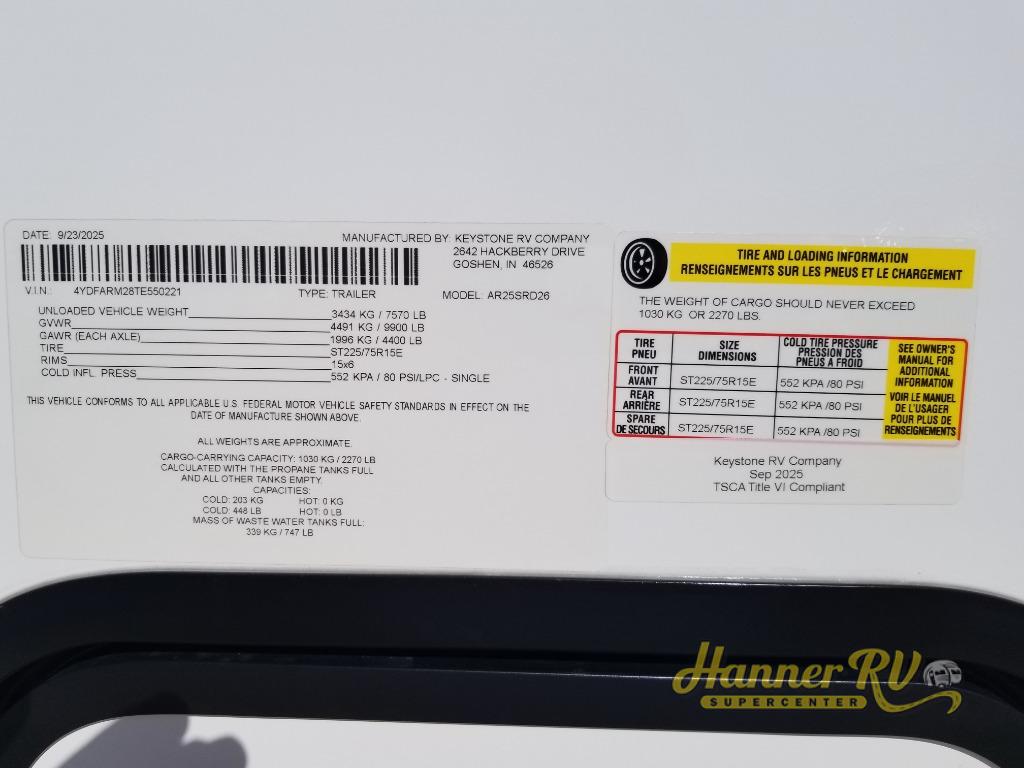 DATE: 9/23/2025
MANUFACTURED BY: KEYSTONE RV COMPANY
2642 HACKBERRY DRIVE
GOSHEN, IN 46526
V.I.N.: 4YDFARM28TE550221 TYPE: TRAILER MODEL: AR25SRD26
UNLOADED VEHICLE WEIGHT 3434 KG / 7570 LB
GVWR 4491 KG / 9900 LB
GAWR (EACH AXLE) 1996 KG / 4400 LB
TIRE ST225/75R15E
RIMS 15x6
COLD INFL. PRESS 552 KPA / 80 PSI/LPC - SINGLE
THIS VEHICLE CONFORMS TO ALL APPLICABLE U.S. FEDERAL MOTOR VEHICLE SAFETY STANDARDS IN EFFECT ON THE
DATE OF MANUFACTURE SHOWN ABOVE.
ALL WEIGHTS ARE APPROXIMATE.
CARGO-CARRYING CAPACITY: 1030 KG / 2270 LB
CALCULATED WITH THE PROPANE TANKS FULL
AND ALL OTHER TANKS EMPTY.
CAPACITIES:
COLD: 203 KG HOT: 0 KG
COLD: 448 LB HOT: 0 LB
MASS OF WASTE WATER TANKS FULL:
339 KG / 747 LB
TIRE AND LOADING INFORMATION
RENSEIGNEMENTS SUR LES PNEUS ET LE CHARGEMENT
THE WEIGHT OF CARGO SHOULD NEVER EXCEED
1030 KG OR 2270 LBS.
TIRE
PNEU
SIZE
DIMENSIONS
COLD TIRE PRESSURE
PRESSION DES
PNEUS A FROID
FRONT
AVANT
ST225/75R15E
552 KPA /80 PSI
REAR
ARRIÈRE
ST225/75R15E
552 KPA /80 PSI
SPARE
DE SECOURS
ST225/75R15E
552 KPA /80 PSI
SEE OWNER'S
MANUAL FOR
ADDITIONAL
INFORMATION
VOIR LE MANUEL
DE L'USAGER
POUR PLUS DE
RENSEIGNEMENTS
Keystone RV Company
Sep 2025
TSCA Title VI Compliant
Hanner RV
SUPERCENTER